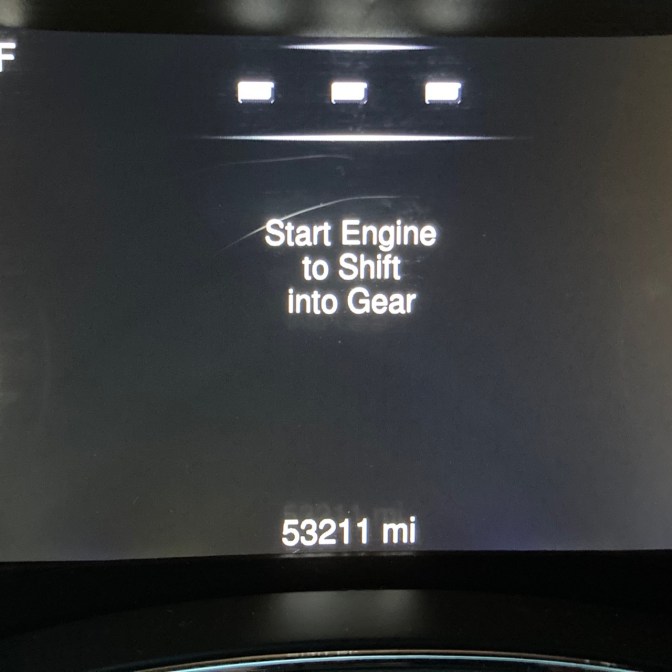 F
Start Engine
to Shift
into Gear
53211 mi